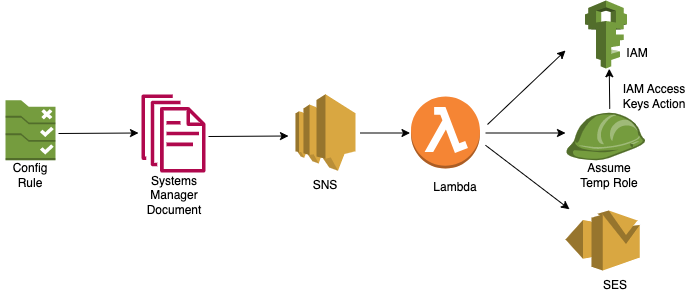 IAM
IAM Access
Keys Action
Config
Rule
Systems
Manager
Document
SNS
Lambda
Assume
Temp Role
SES